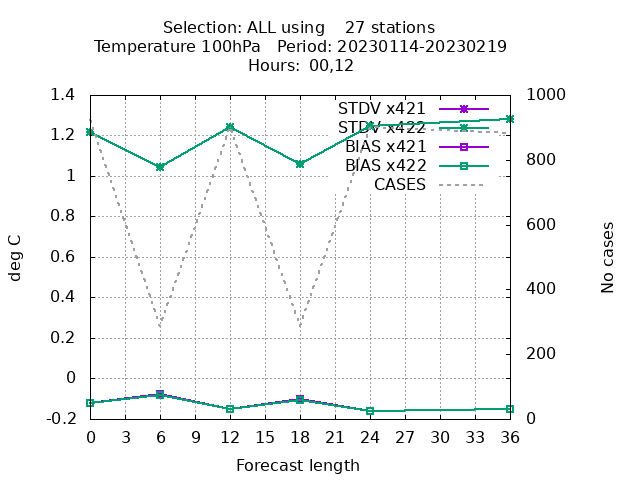 Selection: ALL using 27 stations
Temperature 100hPa Period: 20230114-20230219
Hours: 00,12
1.4
1.2
1
0.8
0.6
0.4
0.2
0
-0.2
deg C
STDV x421
STDV x422
BIAS x421
BIAS x422
CASES
1000
800
600
400
200
0
No cases
0 3 6 9 12 15 18 21 24 27 30 33 36
Forecast length